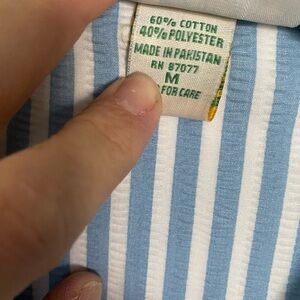 60% COTTON
40% POLYESTER
MADE IN PAKISTAN
RN 87077
M
FOR CARE